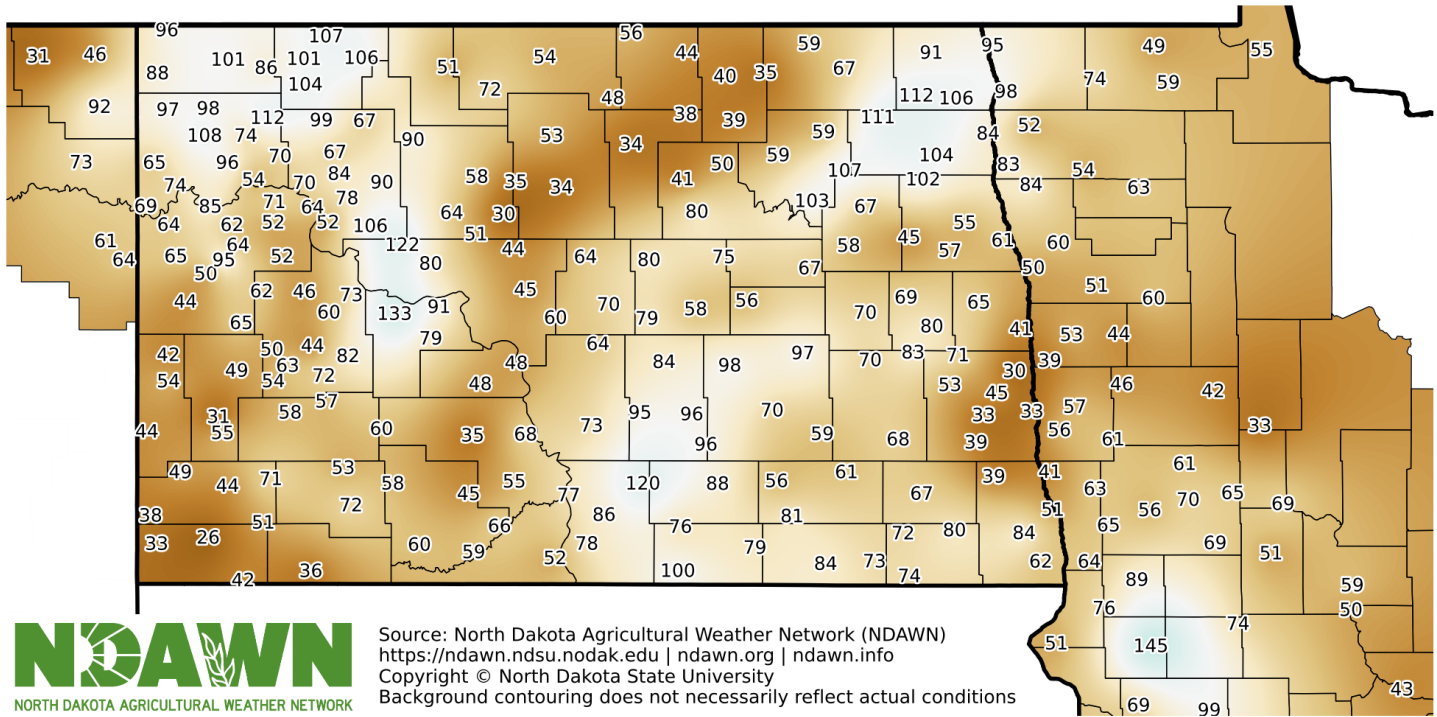 96 107 56
31 46 101 86 101 106 51 54 44 59 91 95 49 55
88 104 72 48 40 35 67 74 59
92 97 98 112 99 67 38 39 112 106 98
108 74 90 53 34 59 111 84 52
73 65 96 70 67 50 59 107 104 83 54
74 54 70 84 90 58 35 34 41 102 84 63
69 85 71 64 78 64 30 80 103 67
64 62 52 52 106 51 55
61 64 122 44 58 45 57 61 60
64 65 95 52 80 64 80 75 67 50
50
44 62 46 73 45 70 56 69 65 51 60
65 60 133 91 60 79 58 70 80 41
50 44 79 64 53 44
42 49 63 82 48 84 98 97 70 83 71 39
54 54 72 48 53 30 46 42
57 45
31 58 73 95 96 70 33 33 57
44 55 60 35 68 96 59 68 39 56 61 33
49 71 53 61 39 41 61
44 58 55 120 88 56 63
38 72 45 77 67 70 65 69
51 86 81 51 56
33 26 66 76 72 80 84 65
60 59 78 79 69 51
42 36 52 100 84 73 74 62 64 89 59
76 50
74
51 145
43
69 99
NDAWN
NORTH DAKOTA AGRICULTURAL WEATHER NETWORK
Source: North Dakota Agricultural Weather Network (NDAWN)
https://ndawn.ndsu.nodak.edu | ndawn.org | ndawn.info
Copyright © North Dakota State University
Background contouring does not necessarily reflect actual conditions